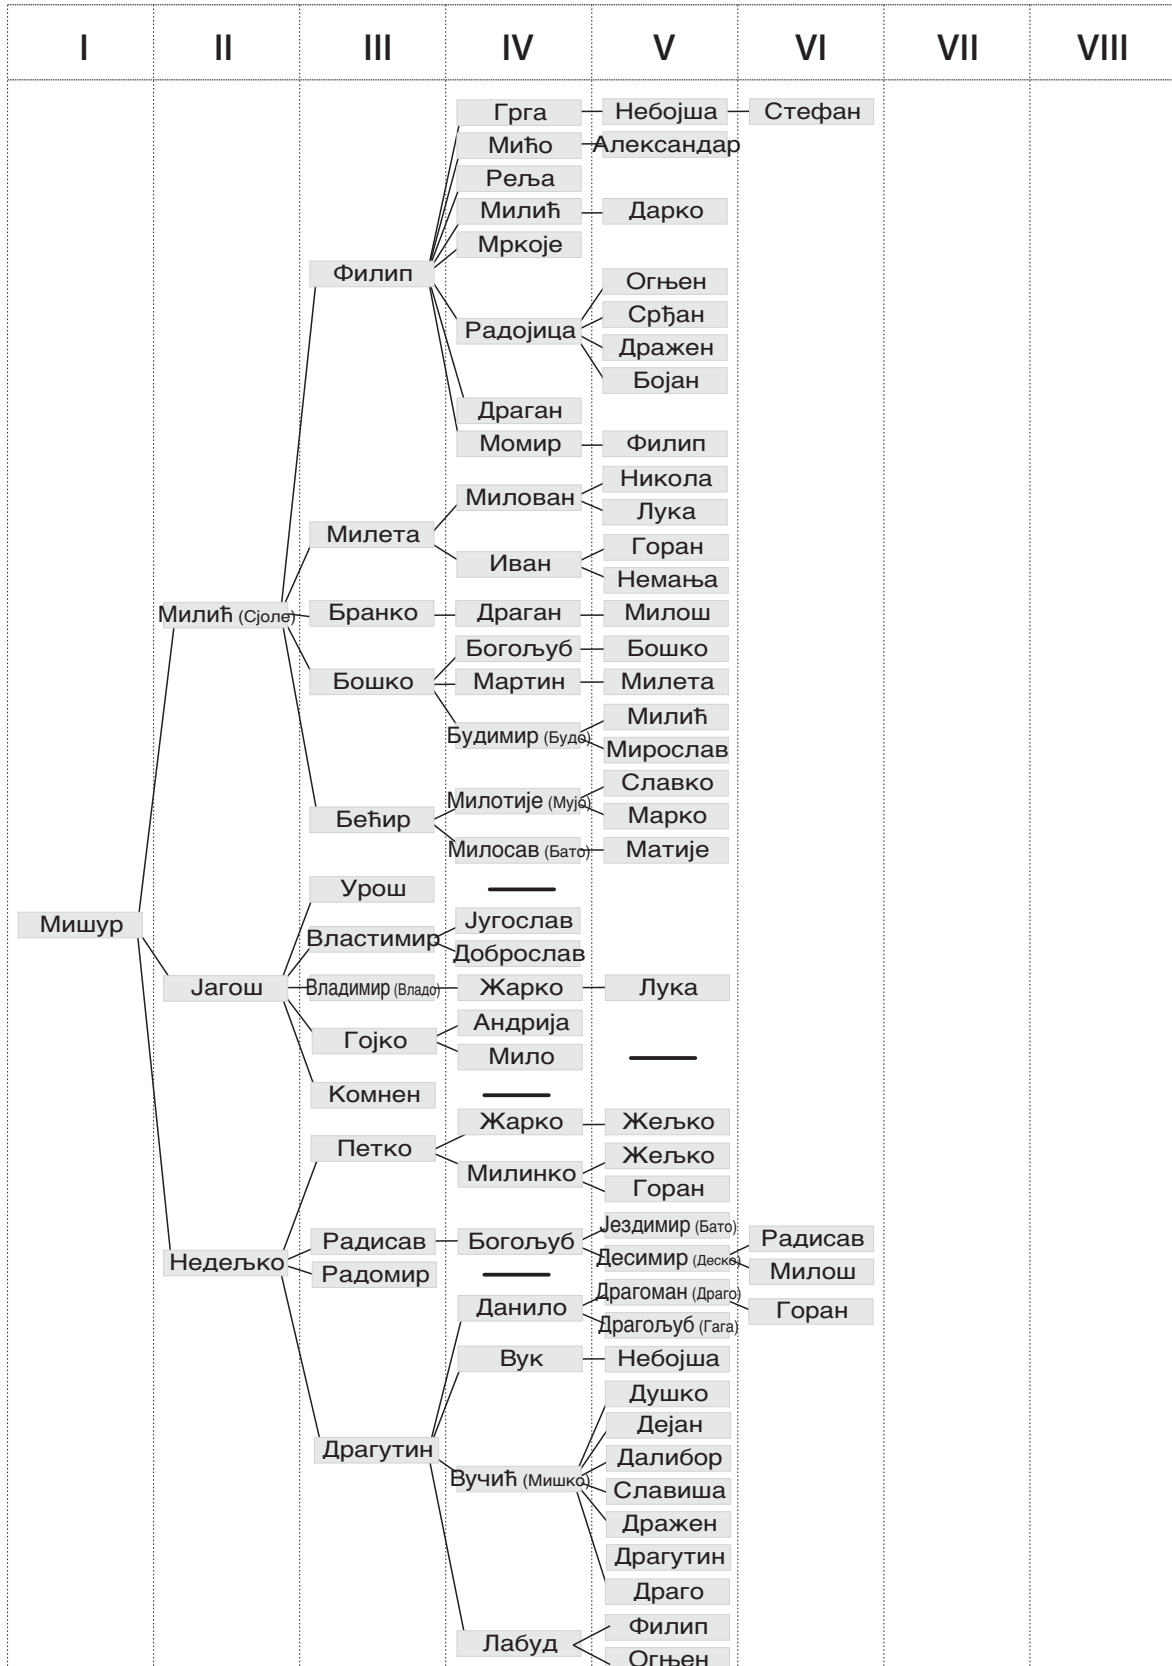 I II III IV V VI VII VIII
Грга Небојша Стефан
Мићо Александар
Реља
Милић Дарко
Мркоје
Филип
Огњен
Срђан
Радојица
Дражен
Бојан
Драган
Момир Филип
Никола
Милован
Лука
Милета
Горан
Иван
Немања
Милић (Сјоле) Бранко Драган Милош
Богољуб Бошко
Бошко Мартин Милета
Милић
Будимир (Будо)
Мирослав
Славко
Милотије (Мујо)
Марко
Бећир
Милосав (Бато) Матије
Урош
Мишур
Југослав
Властимир
Доброслав
Јагош Владимир (Владо) Жарко Лука
Андрија
Гојко
Мило
Комнен
Жарко Жељко
Петко
Жељко
Милинко
Горан
Јездимир (Бато)
Радисав
Радисав Богољуб
Десимир (Деско)
Недељко
Милош
Радомир
Драгоман (Драго)
Данило
Горан
Драгољуб (Гага)
Вук Небојша
Душко
Дејан
Драгутин
Далибор
Вучић (Мишко)
Славиша
Дражен
Драгутин
Драго
Филип
Лабуд
Огњен